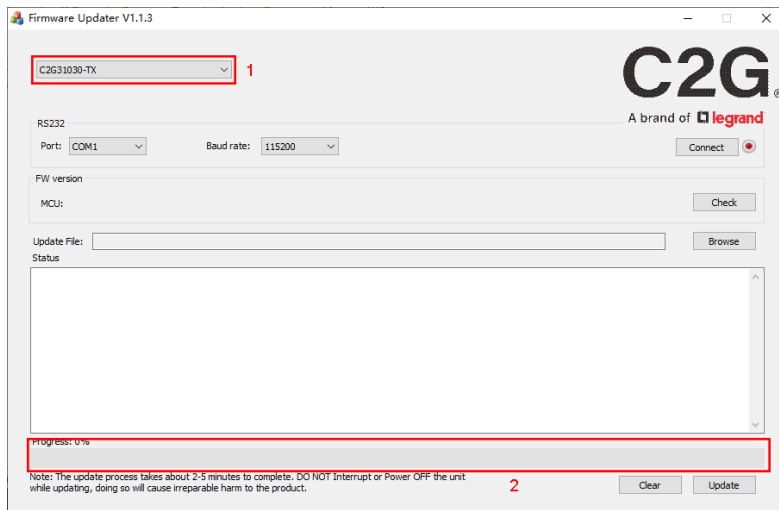 Firmware Updater V1.1.3
C2G31030-TX
1
C2G®
A brand of legrand
RS232
Port: COM1 Baud rate: 115200 Connect
FW version
MCU: Check
Update File: Browse
Status
Progress: 0%
Note: The update process takes about 2-5 minutes to complete. DO NOT Interrupt or Power OFF the unit
while updating, doing so will cause irreparable harm to the product.
2
Clear Update